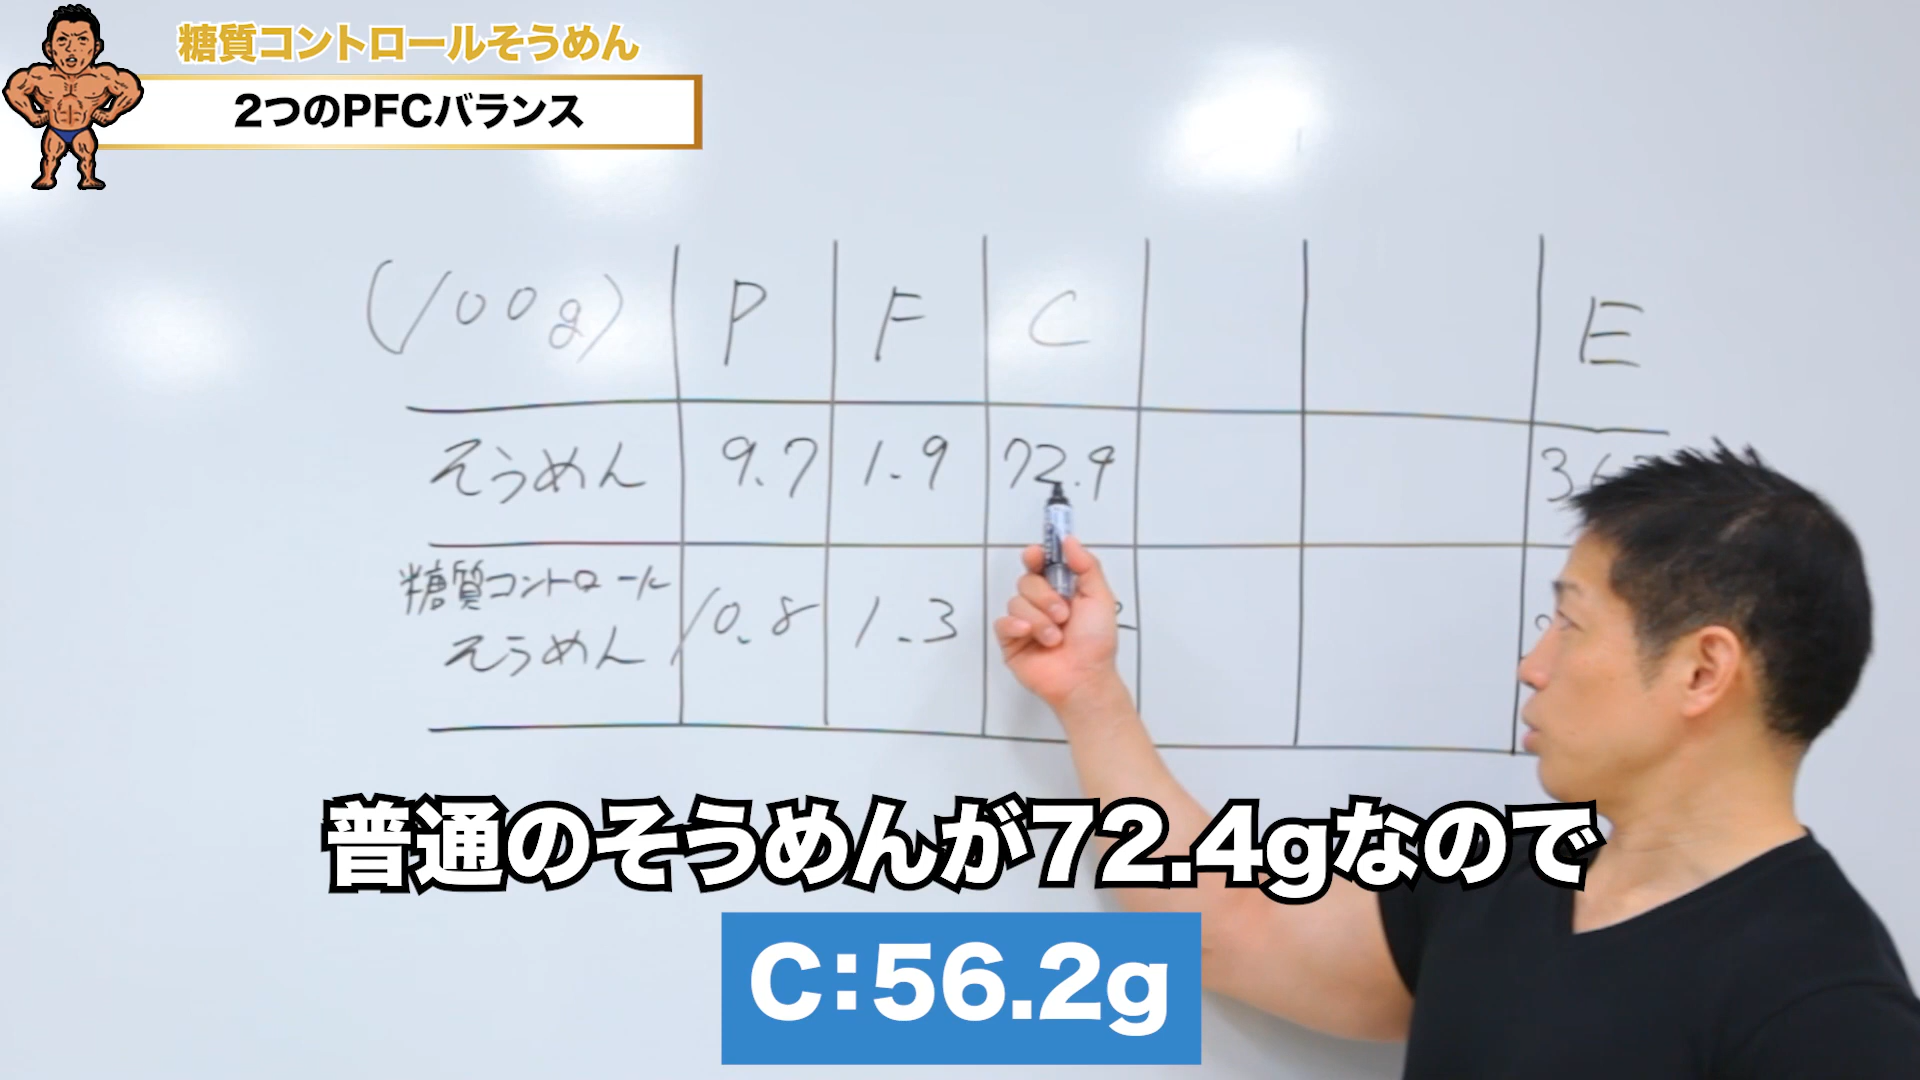 糖質コントロールそうめん
2つのPFCバランス
(/00g) P F C E
そうめん 9.7 1.9 72.4
糖質コントロール
そうめん 10.8 1.3
普通のそうめんが72.4gなので
C:56.2g